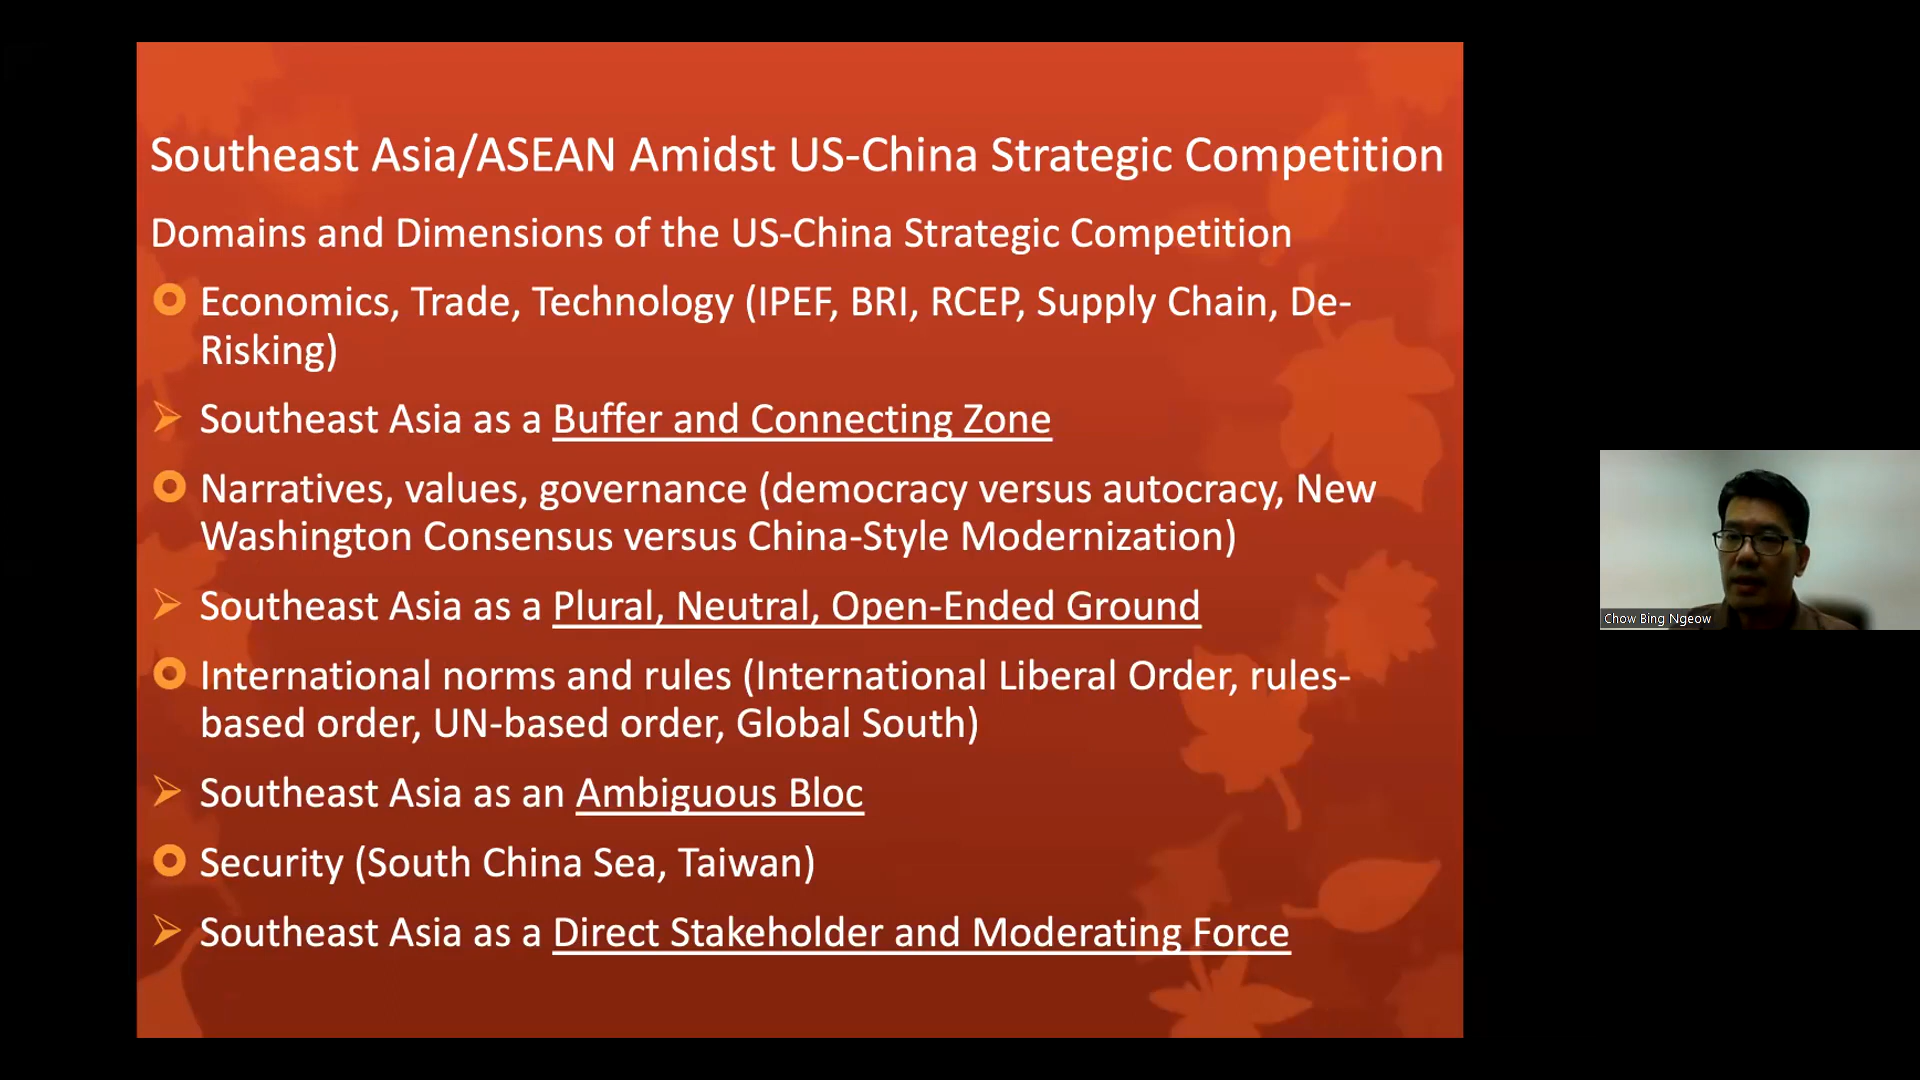 Southeast Asia/ASEAN Amidst US-China Strategic Competition
Domains and Dimensions of the US-China Strategic Competition
Economics, Trade, Technology (IPEF, BRI, RCEP, Supply Chain, De-
Risking)
Southeast Asia as a Buffer and Connecting Zone
Narratives, values, governance (democracy versus autocracy, New
Washington Consensus versus China-Style Modernization)
Southeast Asia as a Plural, Neutral, Open-Ended Ground
International norms and rules (International Liberal Order, rules-
based order, UN-based order, Global South)
Southeast Asia as an Ambiguous Bloc
Security (South China Sea, Taiwan)
Southeast Asia as a Direct Stakeholder and Moderating Force
Chow Bing Ngeow